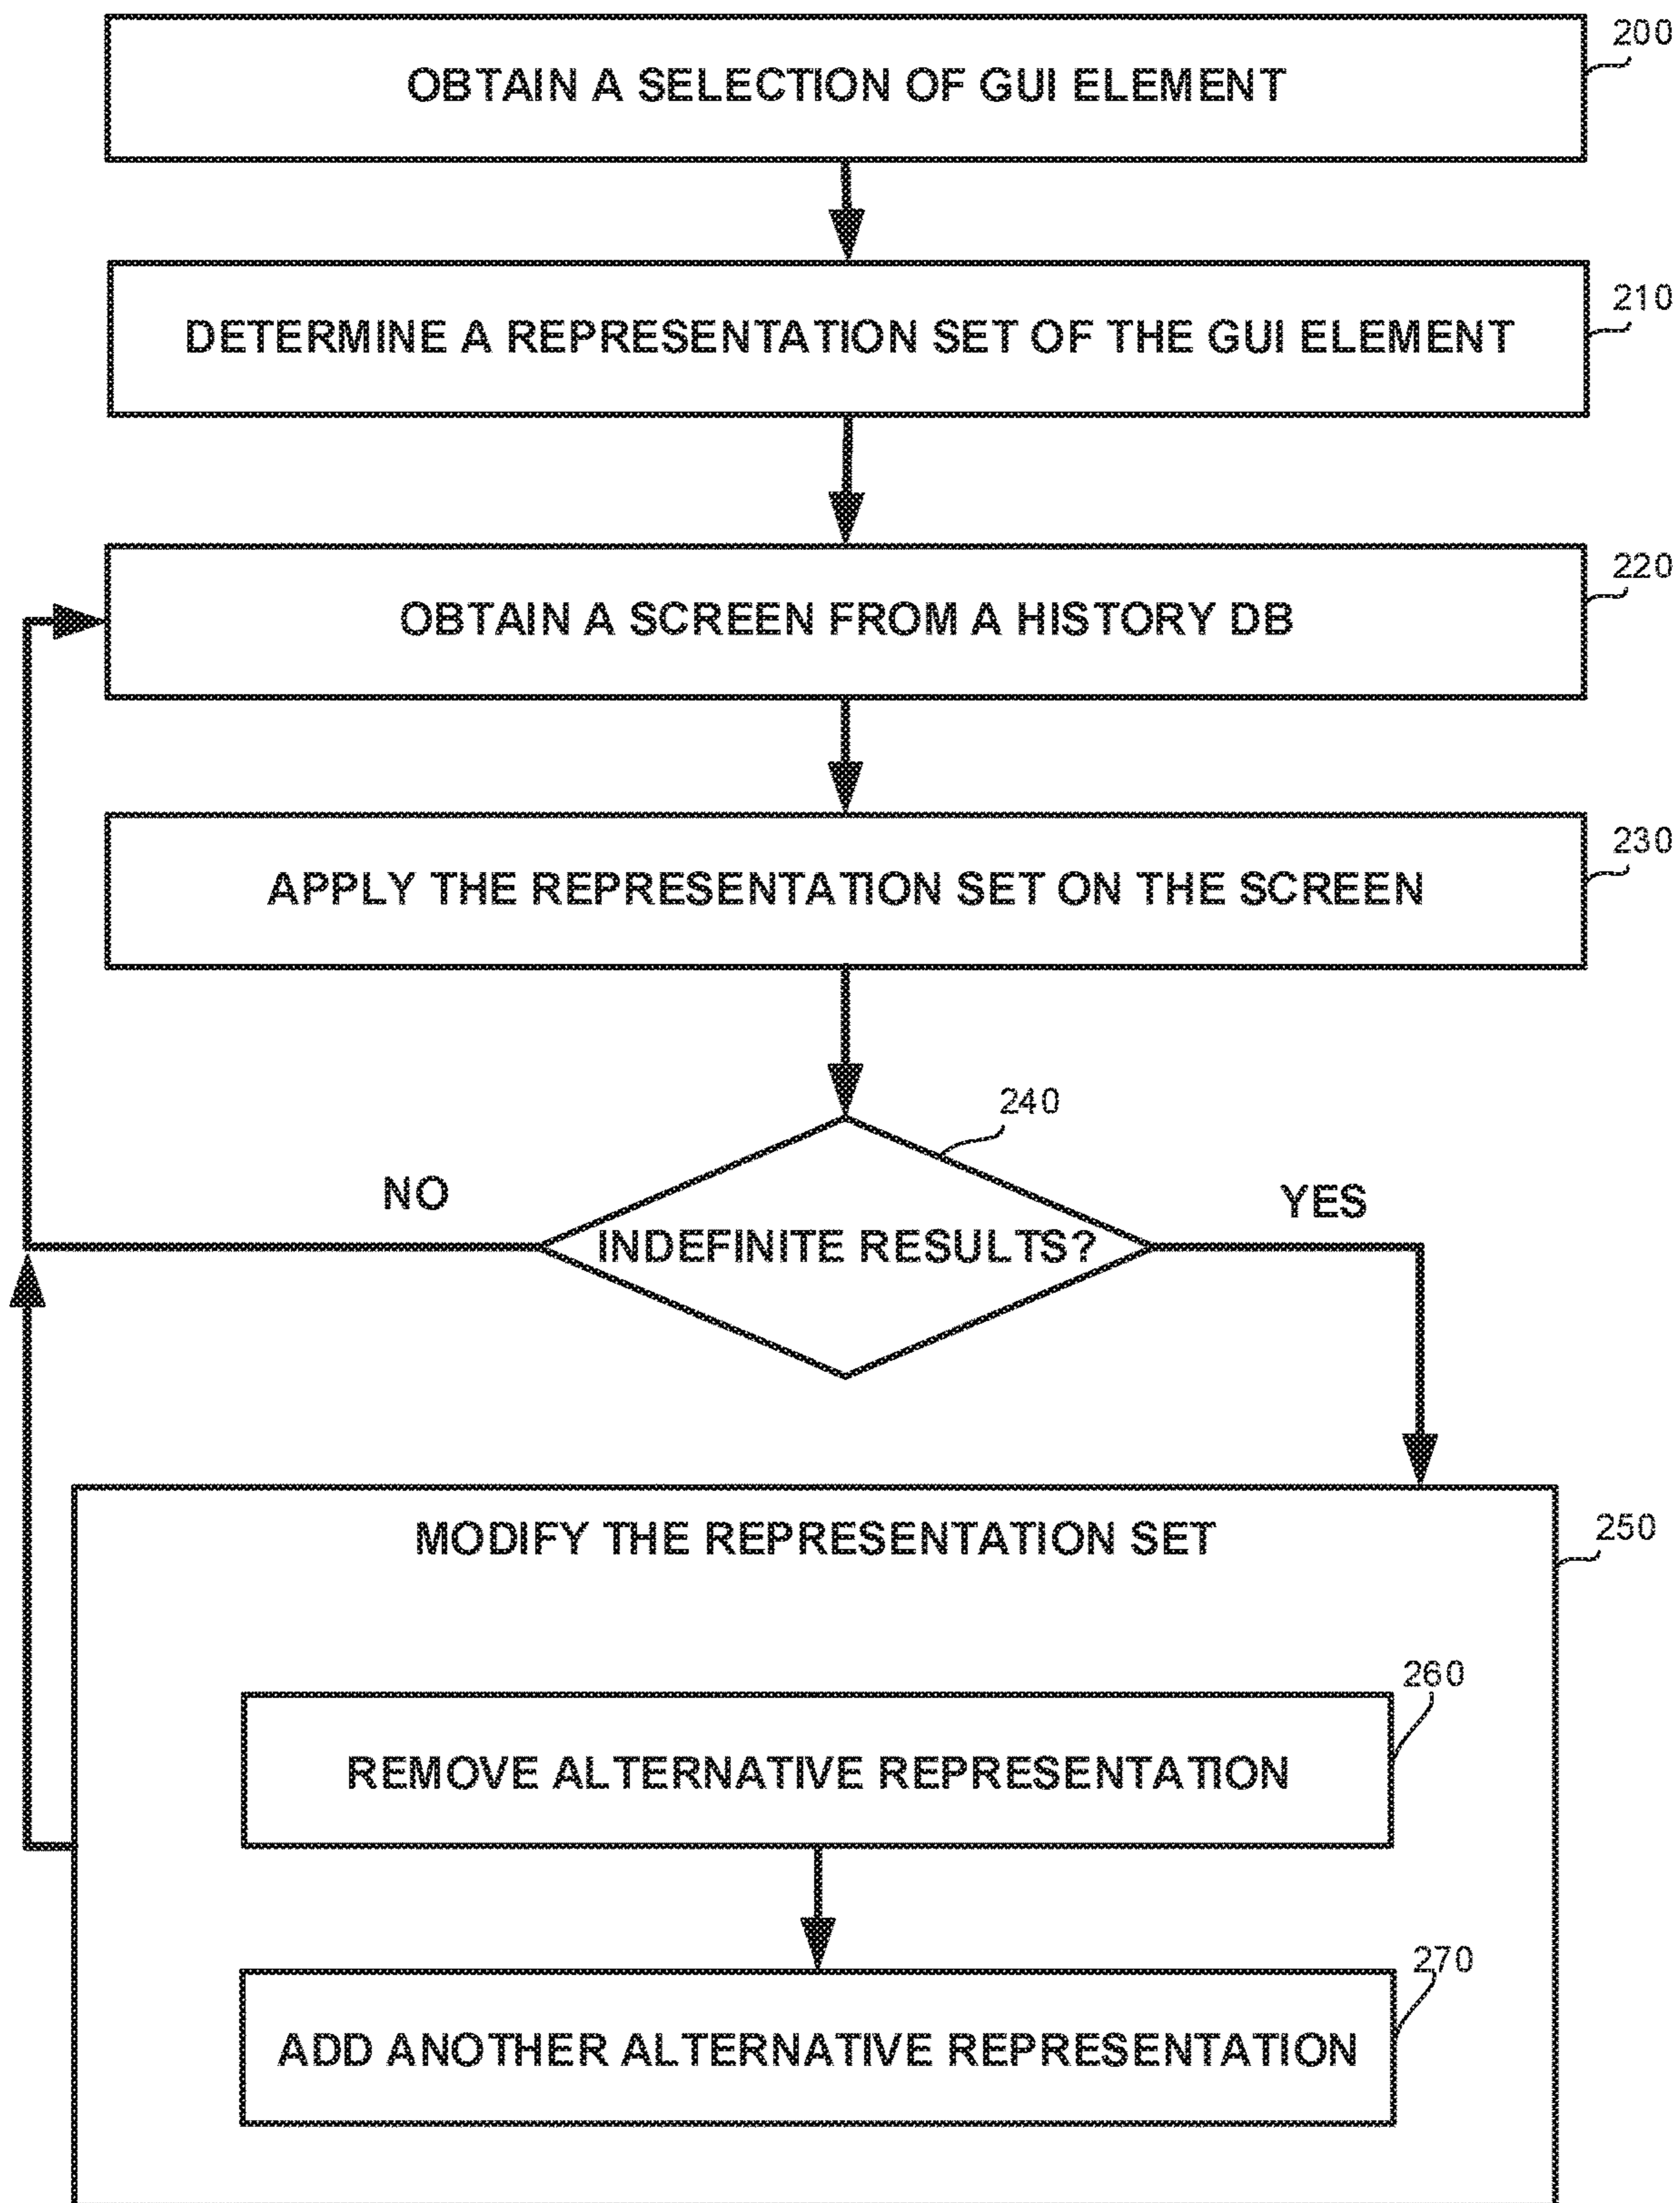 200
OBTAIN A SELECTION OF GUI ELEMENT
210
DETERMINE A REPRESENTATION SET OF THE GUI ELEMENT
220
OBTAIN A SCREEN FROM A HISTORY DB
230
APPLY THE REPRESENTATION SET ON THE SCREEN
240
NO
YES
INDEFINITE RESULTS?
250
MODIFY THE REPRESENTATION SET
260
REMOVE ALTERNATIVE REPRESENTATION
270
ADD ANOTHER ALTERNATIVE REPRESENTATION